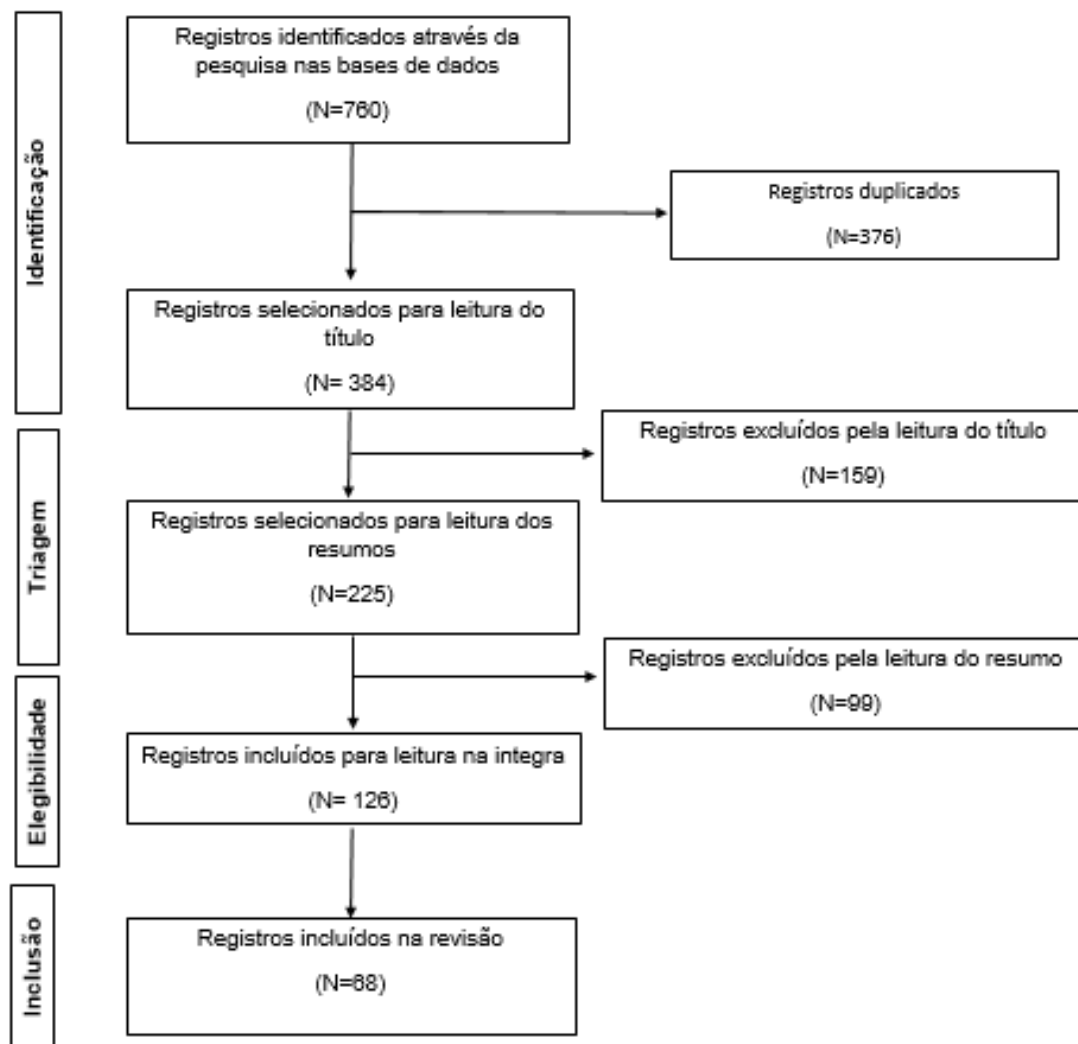 Identificação
Registros identificados através da
pesquisa nas bases de dados
(N=760)
Registros duplicados
(N=376)
Registros selecionados para leitura do
título
(N= 384)
Triagem
Registros excluídos pela leitura do título
(N=159)
Registros selecionados para leitura dos
resumos
(N=225)
Registros excluídos pela leitura do resumo
(N=99)
Elegibilidade
Registros incluídos para leitura na integra
(N= 126)
Inclusão
Registros incluídos na revisão
(N=68)